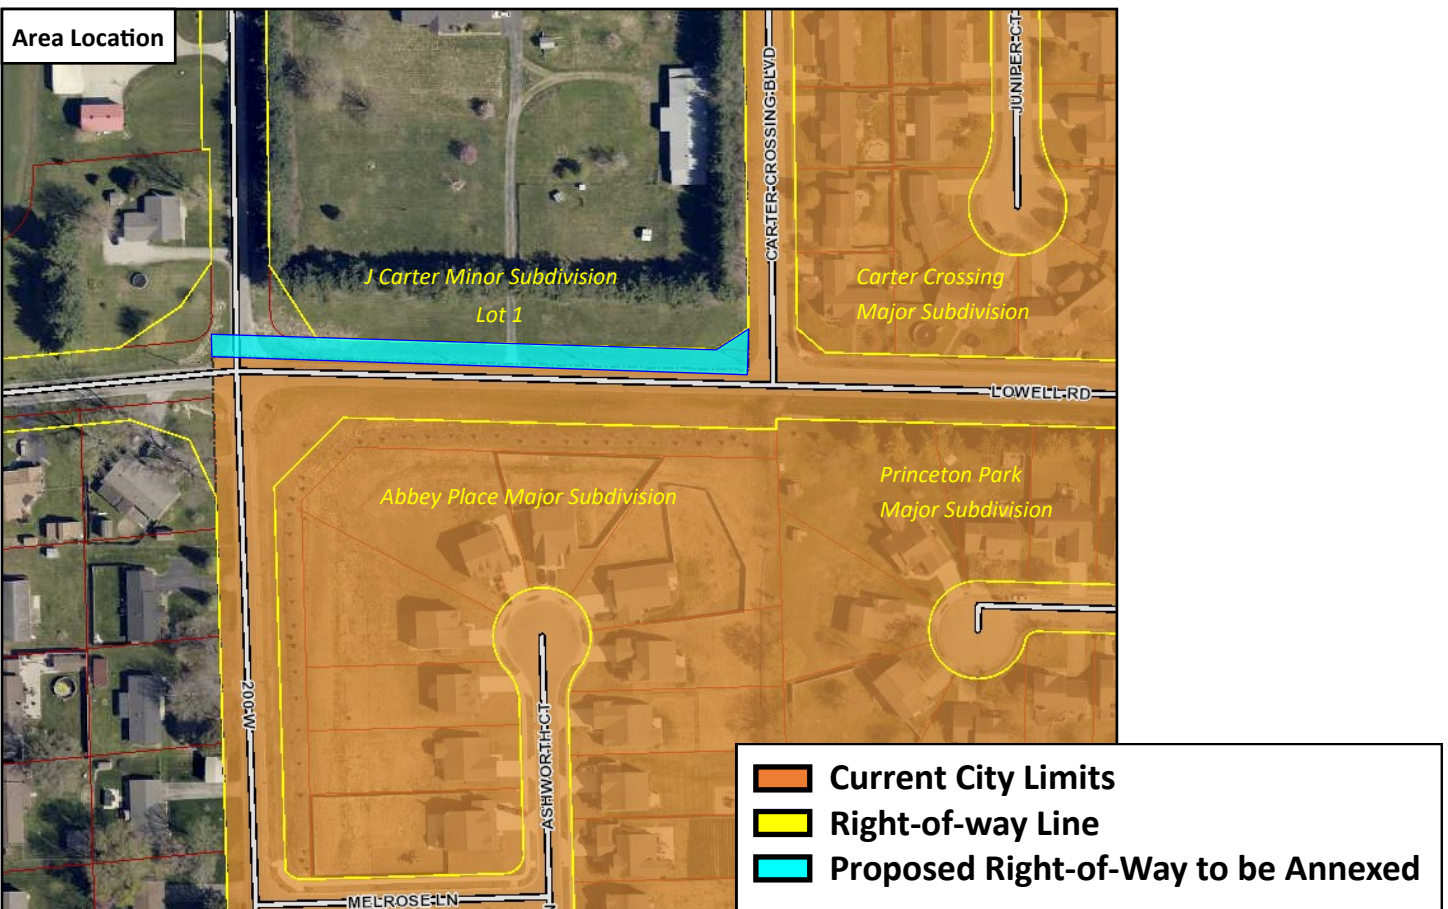 Area Location
CARTER CROSSING BLVD
JUNIPER CT
J Carter Minor Subdivision
Lot 1
Carter Crossing
Major Subdivision
LOWELL RD
Abbey Place Major Subdivision
Princeton Park
Major Subdivision
200 W
ASHWORTH CT
MELROSE LN
Current City Limits
Right-of-way Line
Proposed Right-of-Way to be Annexed